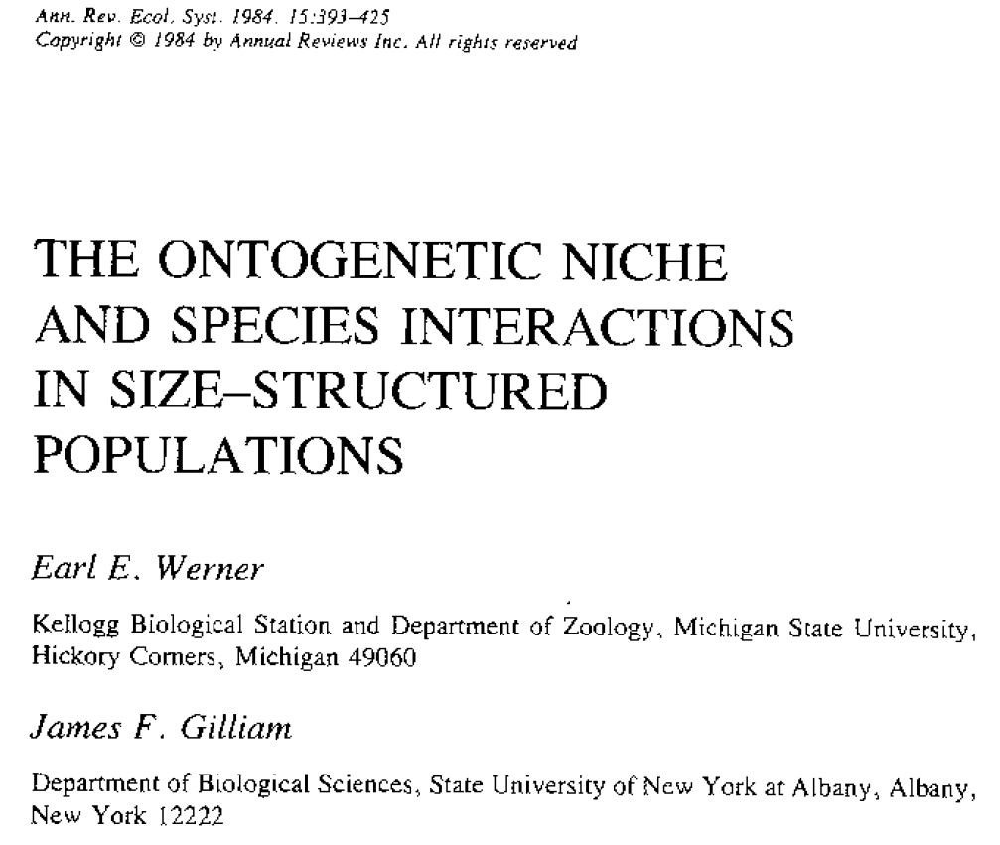 Ann. Rev. Ecol. Syst. 1984. 15:393–425
Copyright © 1984 by Annual Reviews Inc. All rights reserved
THE ONTOGENETIC NICHE
AND SPECIES INTERACTIONS
IN SIZE–STRUCTURED
POPULATIONS
Earl E. Werner
Kellogg Biological Station and Department of Zoology, Michigan State University,
Hickory Corners, Michigan 49060
James F. Gilliam
Department of Biological Sciences, State University of New York at Albany, Albany,
New York 12222